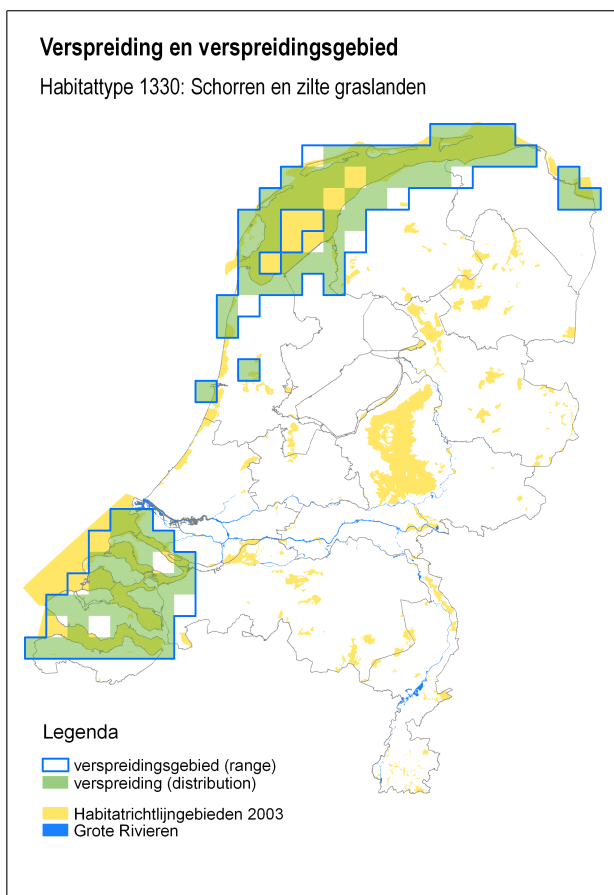 Verspreiding en verspreidingsgebied
Habitattype 1330: Schorren en zilte graslanden
Legenda
verspreidingsgebied (range)
verspreiding (distribution)
Habitatrichtlijngebieden 2003
Grote Rivieren